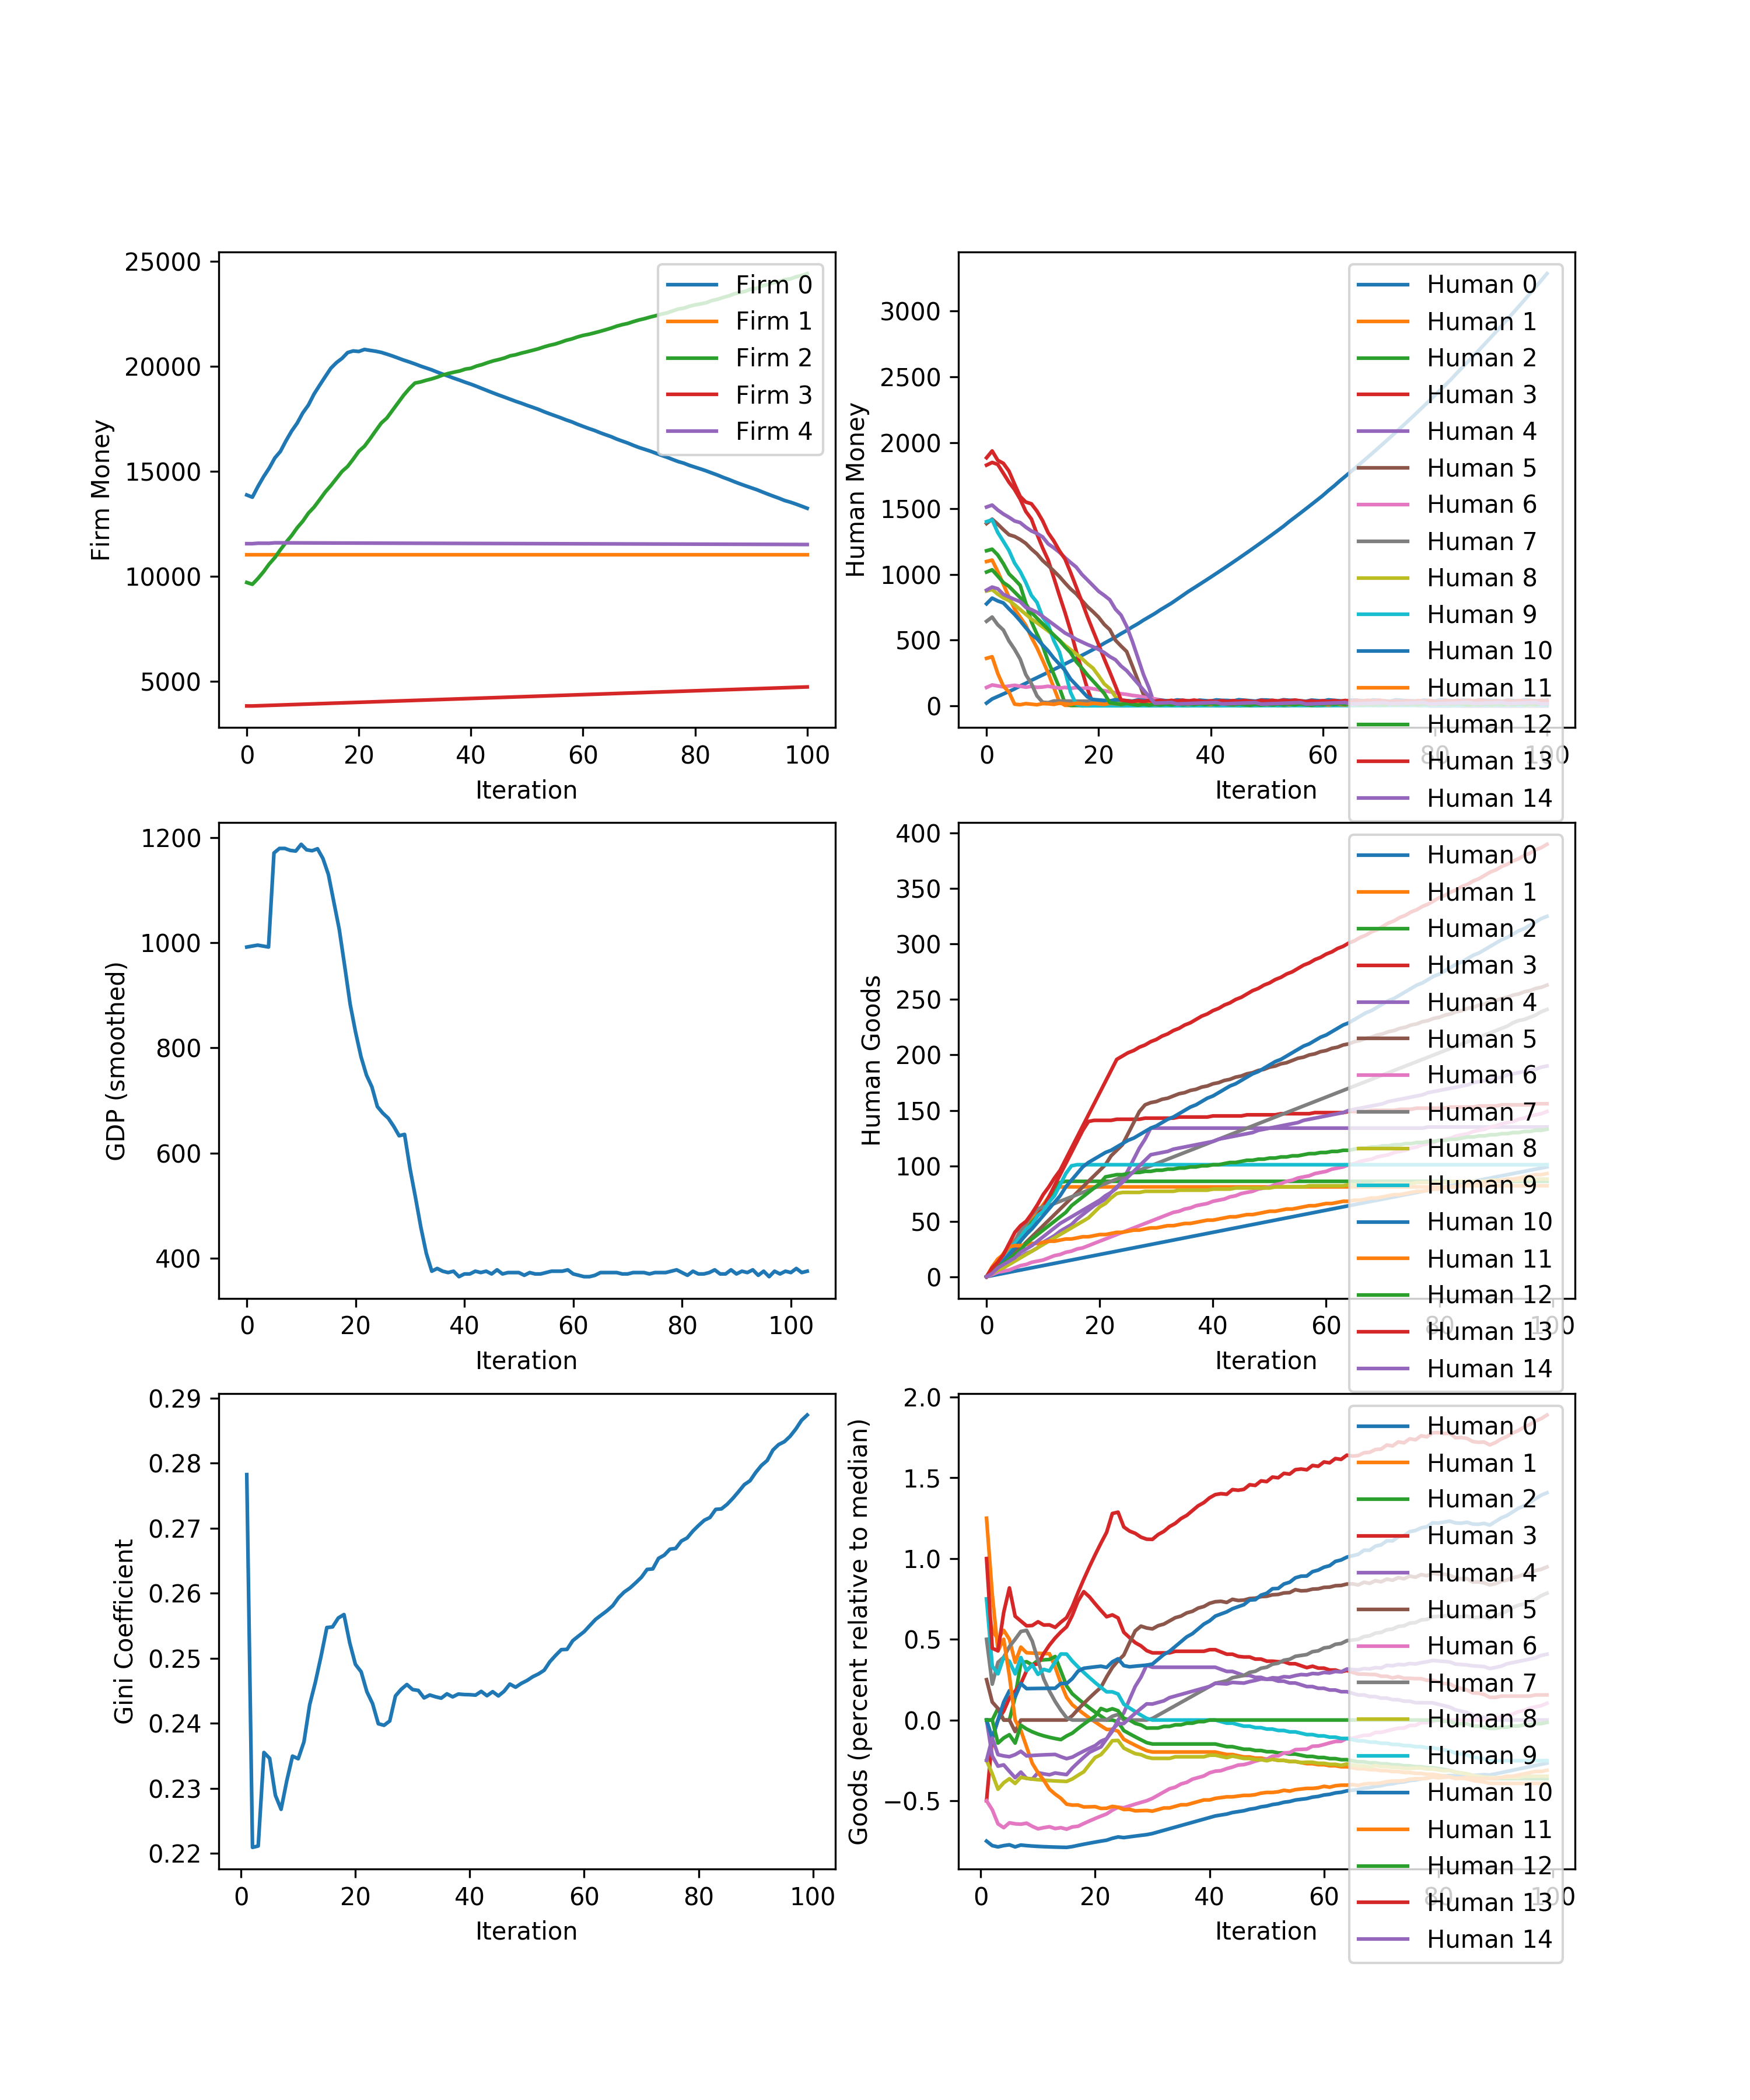 25000
20000
15000
10000
5000
Firm Money
0 20 40 60 80 100
Iteration
Firm 0
Firm 1
Firm 2
Firm 3
Firm 4
3000
2500
2000
1500
1000
500
0
Human Money
0 20 40 60 80 100
Iteration
Human 0
Human 1
Human 2
Human 3
Human 4
Human 5
Human 6
Human 7
Human 8
Human 9
Human 10
Human 11
Human 12
Human 13
Human 14
1200
1000
800
600
400
GDP (smoothed)
0 20 40 60 80 100
Iteration
400
350
300
250
200
150
100
50
0
Human Goods
0 20 40 60 80 100
Iteration
Human 0
Human 1
Human 2
Human 3
Human 4
Human 5
Human 6
Human 7
Human 8
Human 9
Human 10
Human 11
Human 12
Human 13
Human 14
0.29
0.28
0.27
0.26
0.25
0.24
0.23
0.22
Gini Coefficient
0 20 40 60 80 100
Iteration
2.0
1.5
1.0
0.5
0.0
−0.5
Goods (percent relative to median)
0 20 40 60 80 100
Iteration
Human 0
Human 1
Human 2
Human 3
Human 4
Human 5
Human 6
Human 7
Human 8
Human 9
Human 10
Human 11
Human 12
Human 13
Human 14